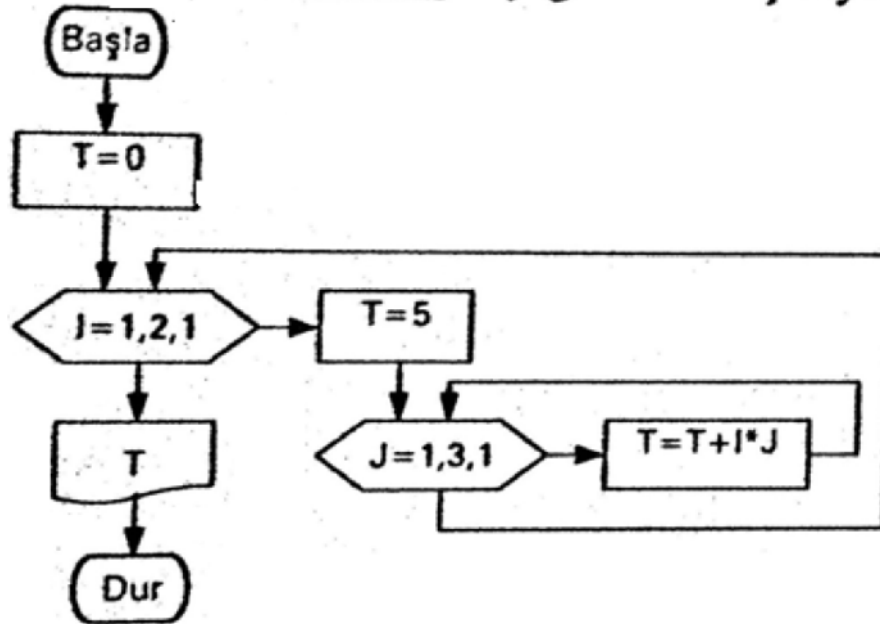 Başla
T=0
I=1,2,1
T=5
T
J=1,3,1
T=T+I*J
Dur